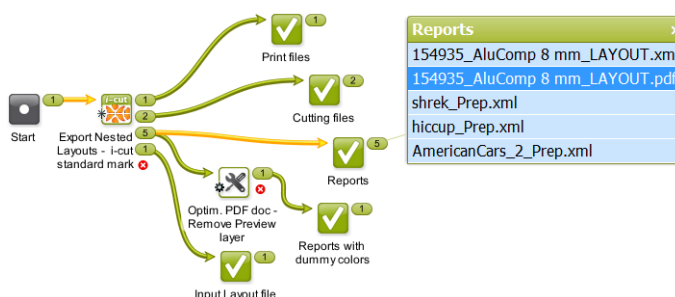 1
Print files
Reports
154935_AluComp 8 mm_LAYOUT.xm
154935_AluComp 8 mm_LAYOUT.pdf
shrek_Prep.xml
hiccup_Prep.xml
AmericanCars_2_Prep.xml
2
Cutting files
1
i-cut
1
2
5
1
Start
Export Nested
Layouts - i-cut
standard mark
5
Reports
1
Optim. PDF doc -
Remove Preview
layer
1
Reports with
dummy colors
1
Input Layout file